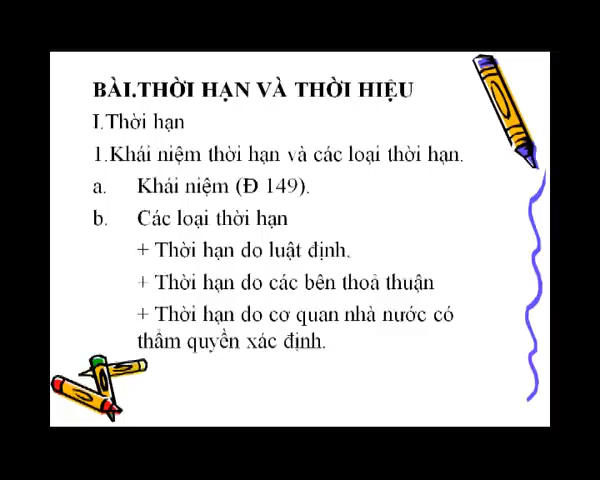 BÀI.THỜI HẠN VÀ THỜI HIỆU
I.Thời hạn
1.Khái niệm thời hạn và các loại thời hạn.
a. Khái niệm (Đ 149).
b. Các loại thời hạn
+ Thời hạn do luật định.
+ Thời hạn do các bên thoả thuận
+ Thời hạn do cơ quan nhà nước có
thẩm quyền xác định.